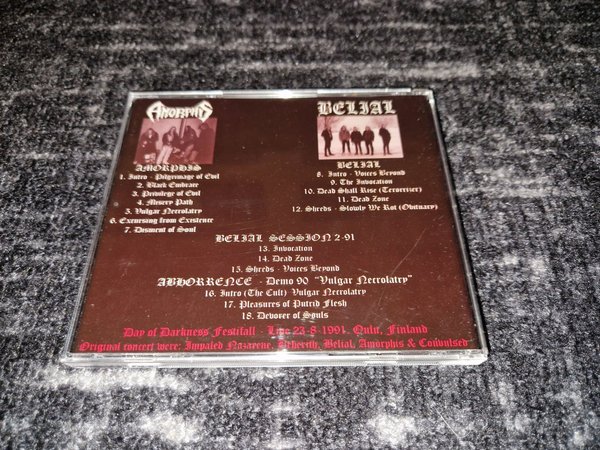 AMORPHIS
AMORPHIS
1. Intro - Pilgrimage of Evil
2. Black Embrace
3. Privilege of Evil
4. Misery Path
5. Vulgar Necrolatry
6. Excursing from Existence
7. Disment of Soul
BELIAL
BELIAL
8. Intro - Voices Beyond
9. The Invocation
10. Dead Shall Rise (Terrorizer)
11. Dead Zone
12. Shreds - Slowly We Rot (Obituary)
BELIAL SESSION 2-91
13. Invocation
14. Dead Zone
15. Shreds - Voices Beyond
ABHORRENCE - Demo 90 "Vulgar Necrolatry"
16. Intro (The Cult) Vulgar Necrolatry
17. Pleasures of Putrid Flesh
18. Devorer of Souls
Day of Darkness Festifall - Live 23-8-1991, Finland
Original concert were: Impaled Nazarene, Beherith, Belial, Amorphis & Convulsed